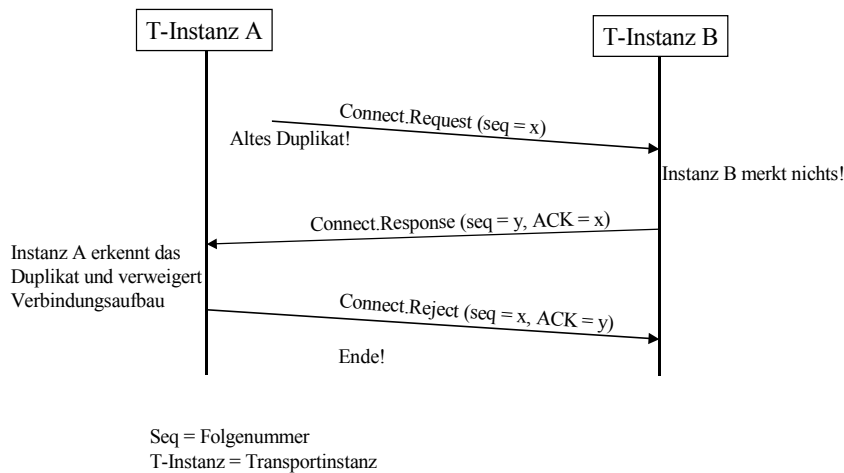 T-Instanz A
T-Instanz B
Connect.Request (seq = x)
Altes Duplikat!
Instanz B merkt nichts!
Connect.Response (seq = y, ACK = x)
Instanz A erkennt das
Duplikat und verweigert
Verbindungsaufbau
Connect.Reject (seq = x, ACK = y)
Ende!
Seq = Folgenummer
T-Instanz = Transportinstanz